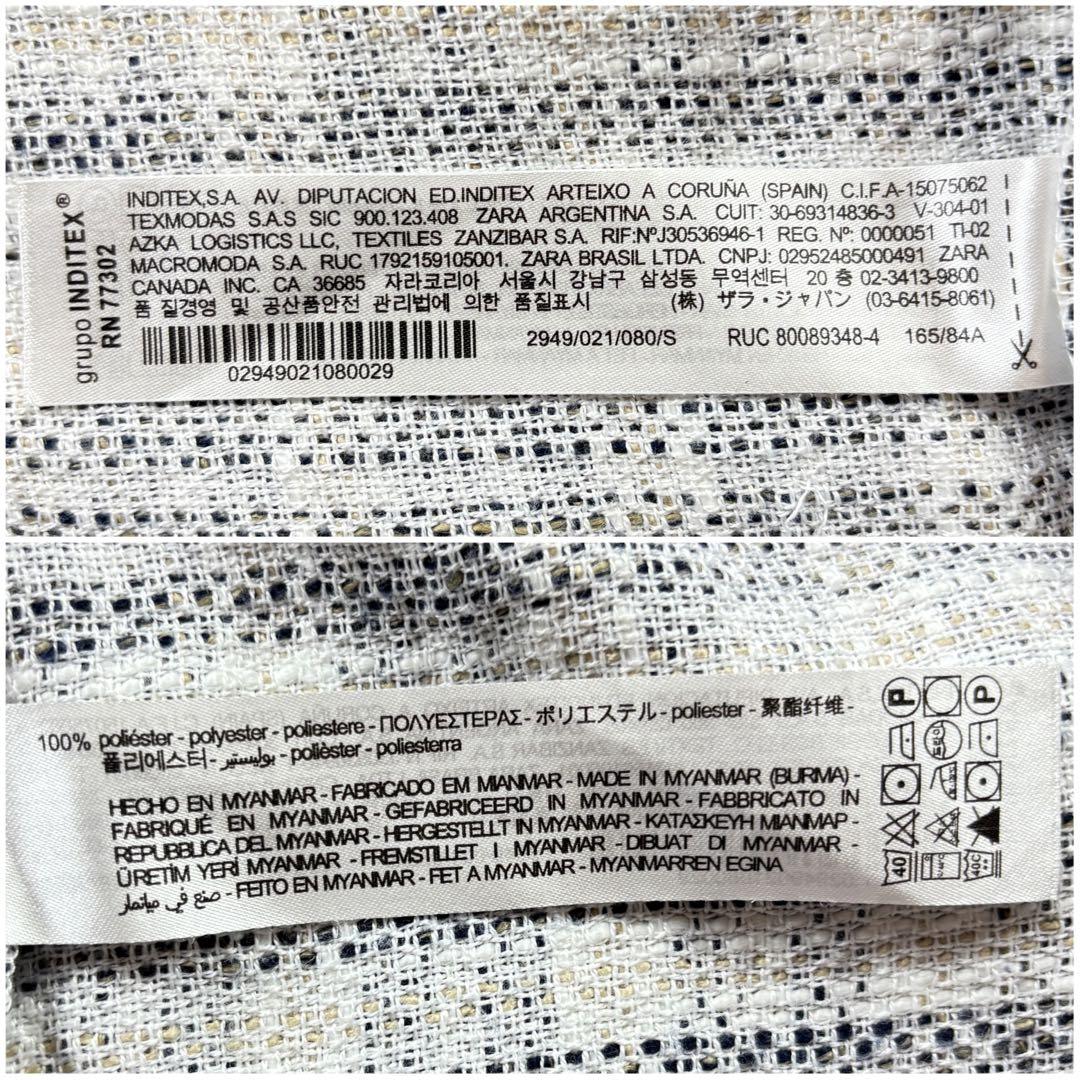 grupo INDITEX®
RN 77302
INDITEX,S.A. AV. DIPUTACION ED.INDITEX ARTEIXO A CORUÑA (SPAIN) C.I.F.A-15075062
TEXMODAS S.A.S SIC 900.123.408 ZARA ARGENTINA S.A. CUIT: 30-69314836-3 V-304-01
AZKA LOGISTICS LLC, TEXTILES ZANZIBAR S.A. RIF:NºJ30536946-1 REG. Nº: 0000051 TI-02
MACROMODA S.A. RUC 1792159105001. ZARA BRASIL LTDA. CNPJ: 02952485000491 ZARA
CANADA INC. CA 36685 자라코리아 서울시 강남구 삼성동 무역센터 20 층 02-3413-9800
품 질경영 및 공산품안전 관리법에 의한 품질표시 (株) ザラ・ジャパン (03-6415-8061)
2949/021/080/S RUC 80089348-4 165/84A
02949021080029
100% poliéster - polyester - poliestere - ΠΟΛΥΕΣΤΕΡΑΣ - ポリエステル - poliester - 聚酯纤维 -
폴리에스터 - بوليستير - polièster - poliesterra
HECHO EN MYANMAR - FABRICADO EM MIANMAR - MADE IN MYANMAR (BURMA) -
FABRIQUÉ EN MYANMAR - GEFABRICEERD IN MYANMAR - FABBRICATO IN
REPUBBLICA DEL MYANMAR - HERGESTELLT IN MYANMAR - ΚΑΤΑΣΚΕΥΗ ΜΙΑΝΜΑΡ -
ÜRETİM YERİ MYANMAR - FREMSTILLET I MYANMAR - DIBUAT DI MYANMAR -
صنع في ميانمار - FEITO EN MYANMAR - FET A MYANMAR - MYANMARREN EGINA
P P
40 40C